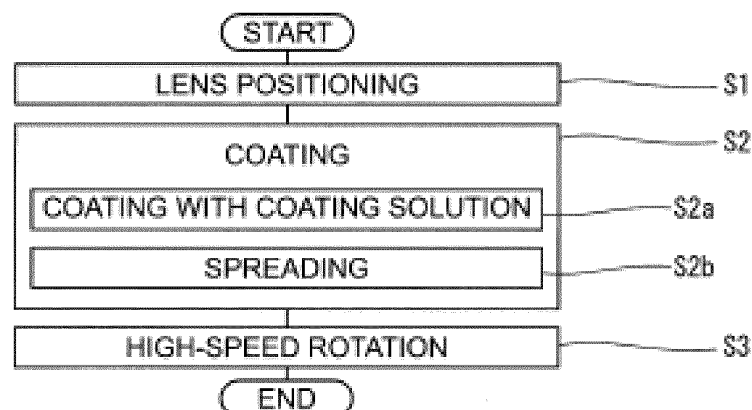 START
LENS POSITIONING
S1
COATING
S2
COATING WITH COATING SOLUTION
S2a
SPREADING
S2b
HIGH-SPEED ROTATION
S3
END